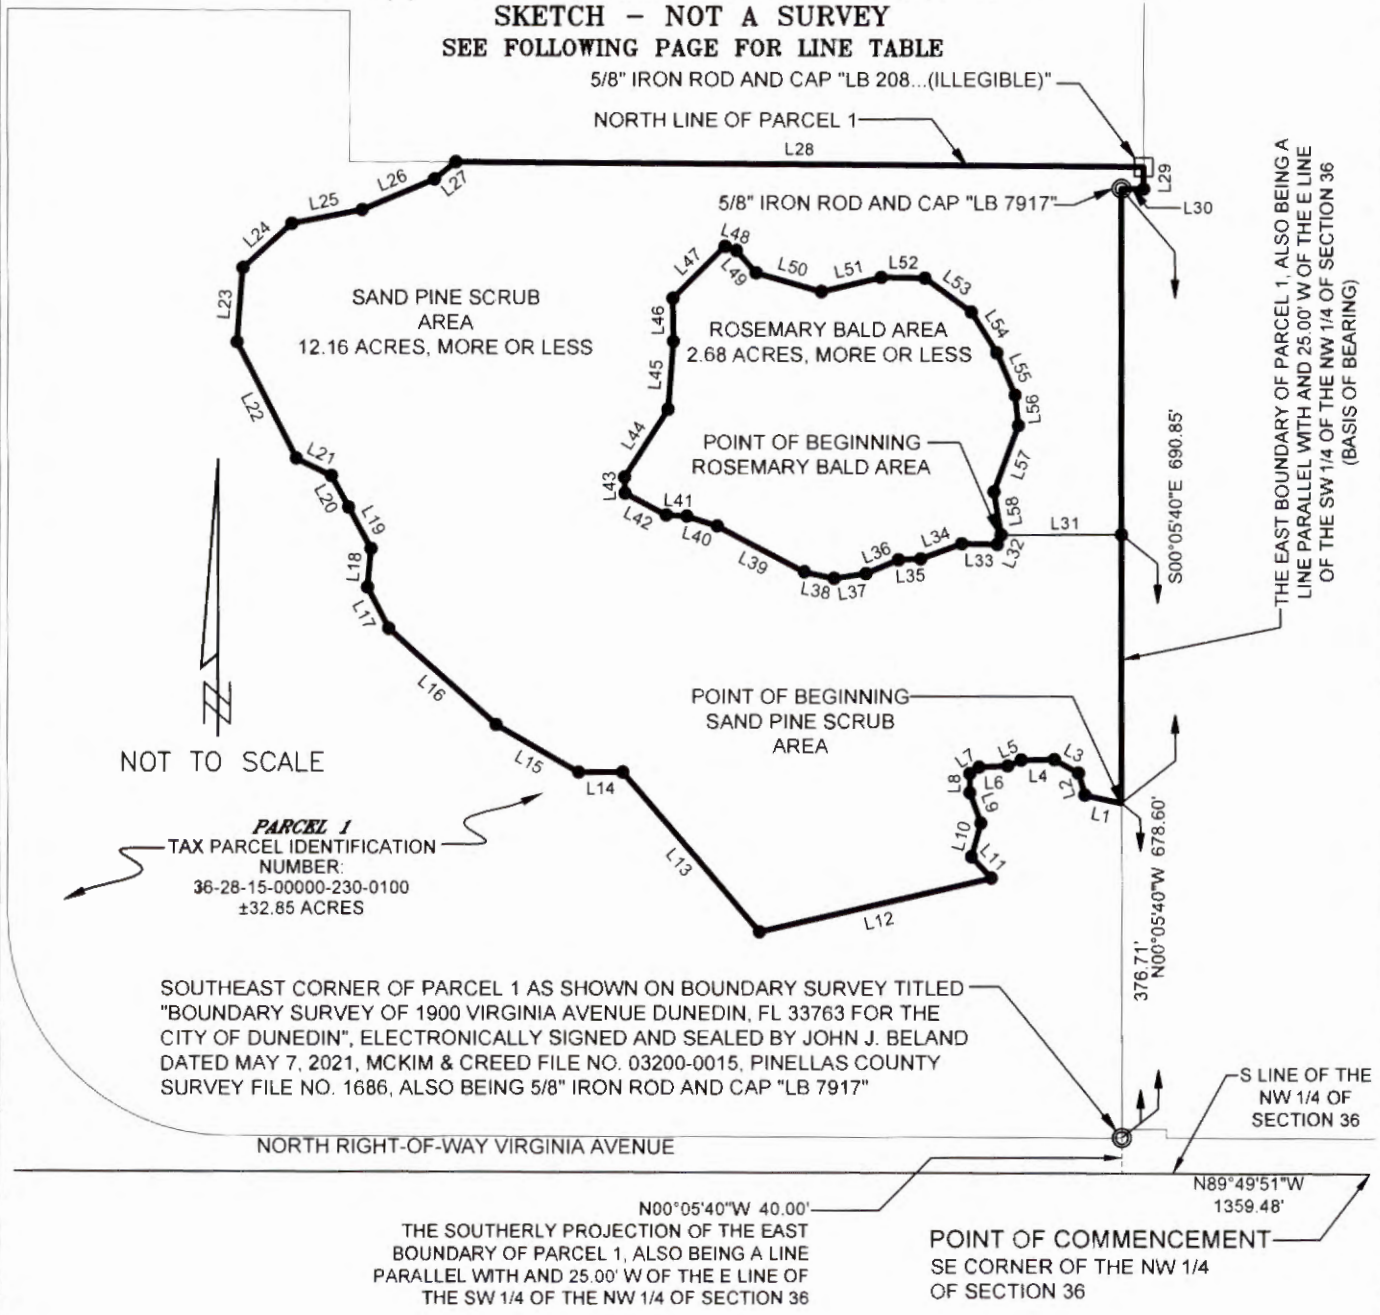 SKETCH – NOT A SURVEY
SEE FOLLOWING PAGE FOR LINE TABLE
5/8" IRON ROD AND CAP "LB 208...(ILLEGIBLE)"
NORTH LINE OF PARCEL 1
L28
L29
5/8" IRON ROD AND CAP "LB 7917"
L30
L27
L26
L25
L24
L23
L22
L21
L20
L19
L18
L17
L16
L15
L14
L13
L12
L11
L10
L9
L8
L7
L6
L5
L4
L3
L2
L1
SAND PINE SCRUB
AREA
12.16 ACRES, MORE OR LESS
L48
L47
L49
L50
L51
L52
L53
L54
L55
L56
L57
L58
L46
L45
L44
L43
L42
L41
L40
L39
L38
L37
L36
L35
L34
L33
L32
L31
ROSEMARY BALD AREA
2.68 ACRES, MORE OR LESS
POINT OF BEGINNING
ROSEMARY BALD AREA
S00°05'40"E 690.85'
THE EAST BOUNDARY OF PARCEL 1, ALSO BEING A
LINE PARALLEL WITH AND 25.00' W OF THE E LINE
OF THE SW 1/4 OF THE NW 1/4 OF SECTION 36
(BASIS OF BEARING)
N
NOT TO SCALE
POINT OF BEGINNING
SAND PINE SCRUB
AREA
PARCEL 1
TAX PARCEL IDENTIFICATION
NUMBER:
36-28-15-00000-230-0100
±32.85 ACRES
376.71'
N00°05'40"W 678.60'
SOUTHEAST CORNER OF PARCEL 1 AS SHOWN ON BOUNDARY SURVEY TITLED
"BOUNDARY SURVEY OF 1900 VIRGINIA AVENUE DUNEDIN, FL 33763 FOR THE
CITY OF DUNEDIN", ELECTRONICALLY SIGNED AND SEALED BY JOHN J. BELAND
DATED MAY 7, 2021, MCKIM & CREED FILE NO. 03200-0015, PINELLAS COUNTY
SURVEY FILE NO. 1686, ALSO BEING 5/8" IRON ROD AND CAP "LB 7917"
S LINE OF THE
NW 1/4 OF
SECTION 36
NORTH RIGHT-OF-WAY VIRGINIA AVENUE
N89°49'51"W
1359.48'
N00°05'40"W 40.00'
THE SOUTHERLY PROJECTION OF THE EAST
BOUNDARY OF PARCEL 1, ALSO BEING A LINE
PARALLEL WITH AND 25.00' W OF THE E LINE OF
THE SW 1/4 OF THE NW 1/4 OF SECTION 36
POINT OF COMMENCEMENT
SE CORNER OF THE NW 1/4
OF SECTION 36